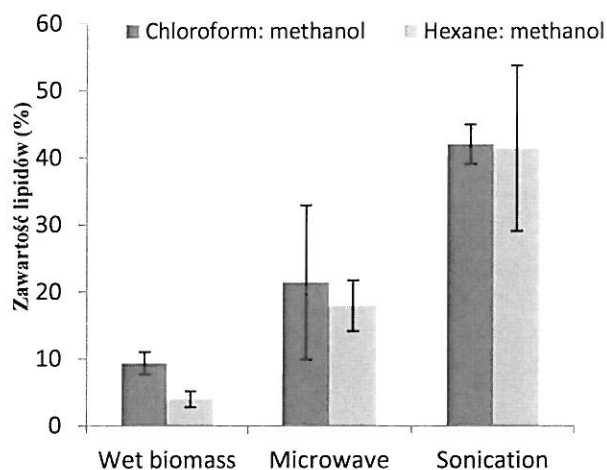 60
Chloroform: methanol Hexane: methanol
50
40
30
20
10
0
Zawartość lipidów (%)
Wet biomass Microwave Sonication